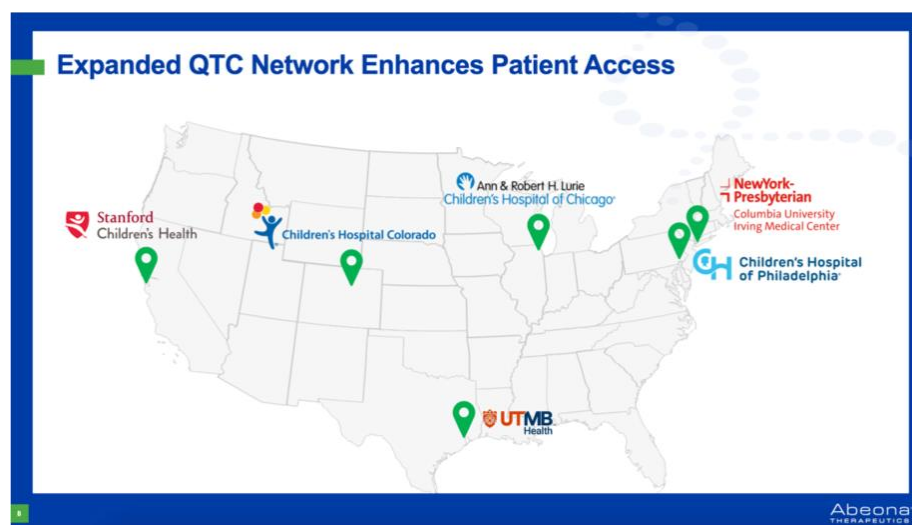 Expanded QTC Network Enhances Patient Access
Ann & Robert H. Lurie
Children's Hospital of Chicago
NewYork-
Presbyterian
Columbia University
Irving Medical Center
Stanford
Children's Health
Children's Hospital Colorado
CH
Children's Hospital
of Philadelphia
UTMB
Health
8
Abeona
THERAPEUTICS